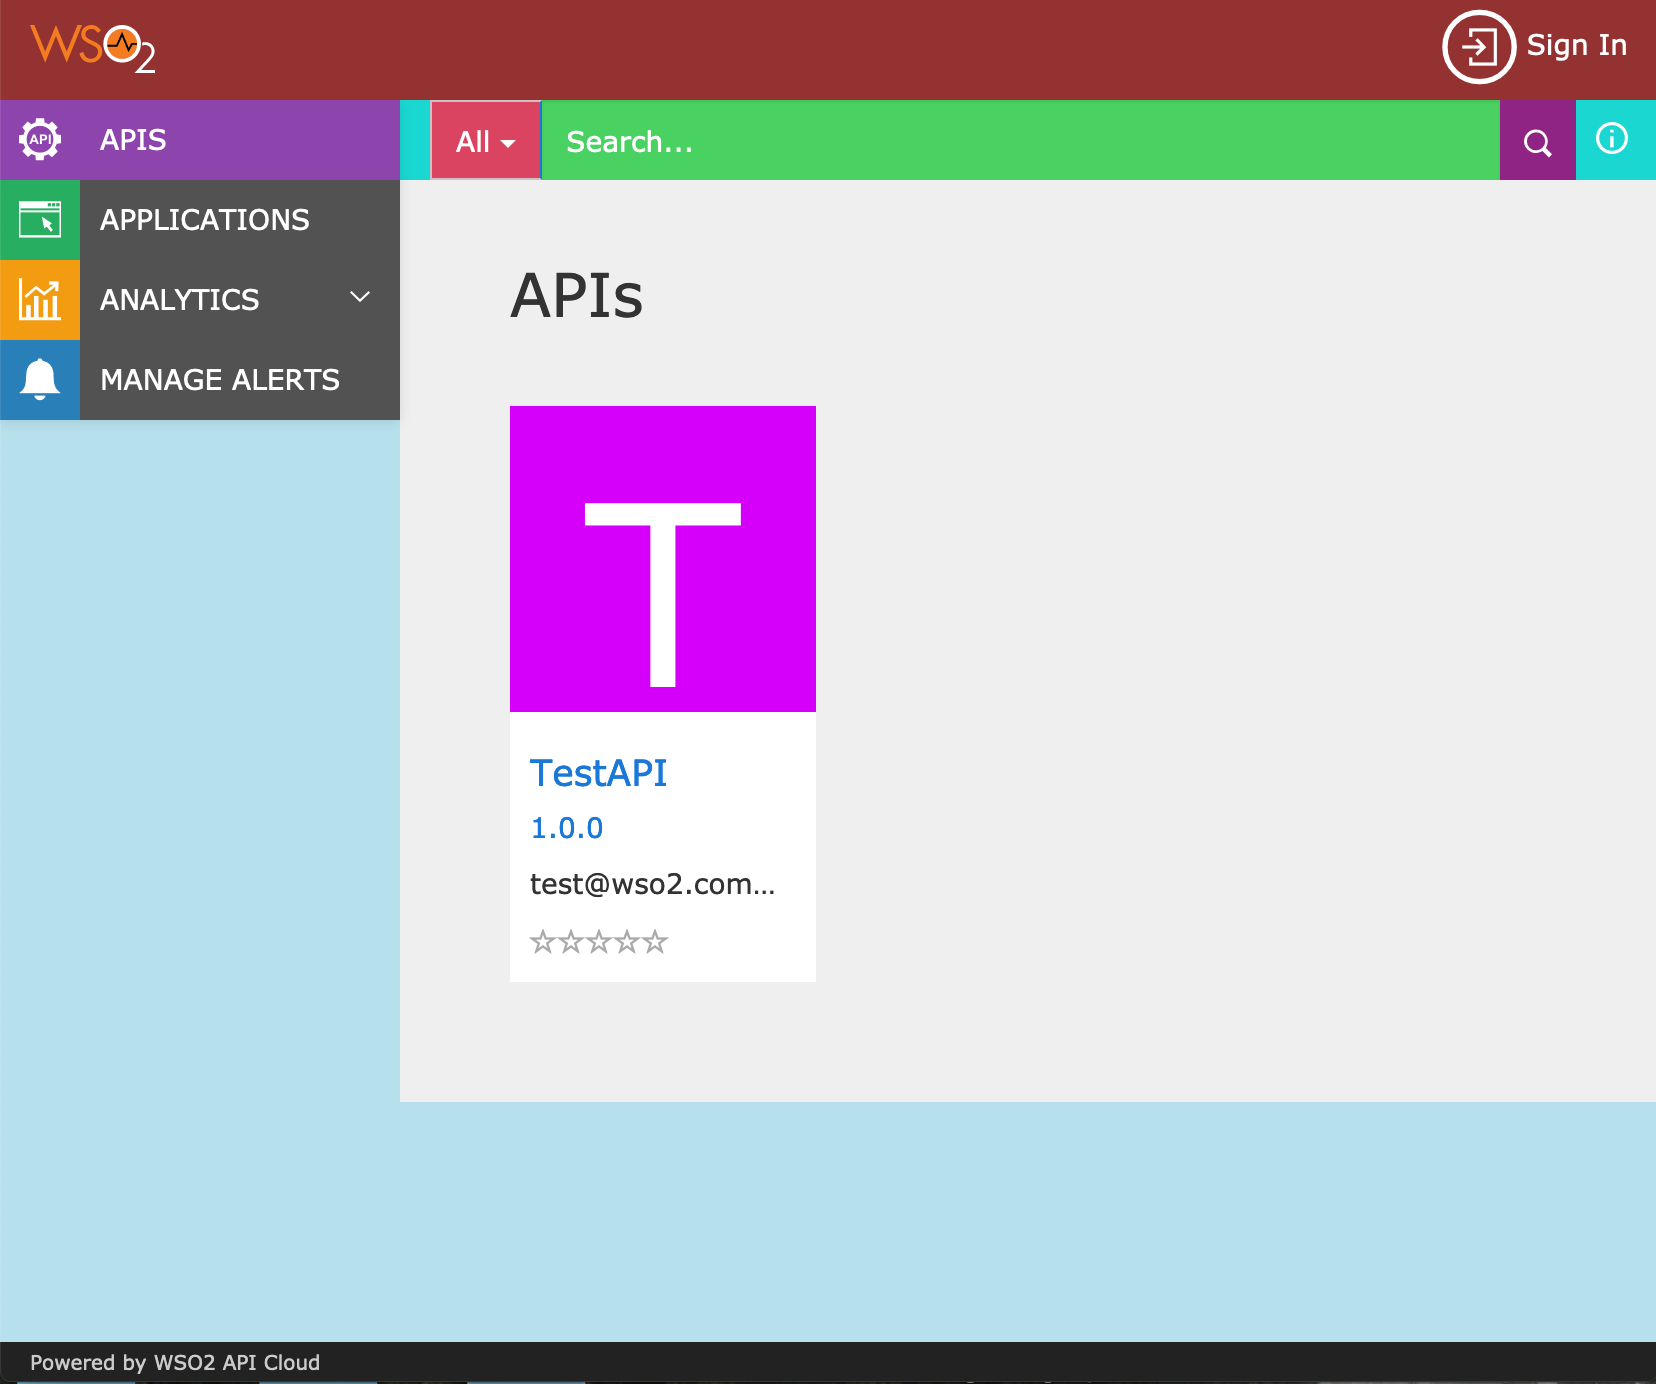 WSO2
Sign In
API
APIS
All
Search...
APPLICATIONS
ANALYTICS
MANAGE ALERTS
APIs
T
TestAPI
1.0.0
test@wso2.com...
Powered by WSO2 API Cloud